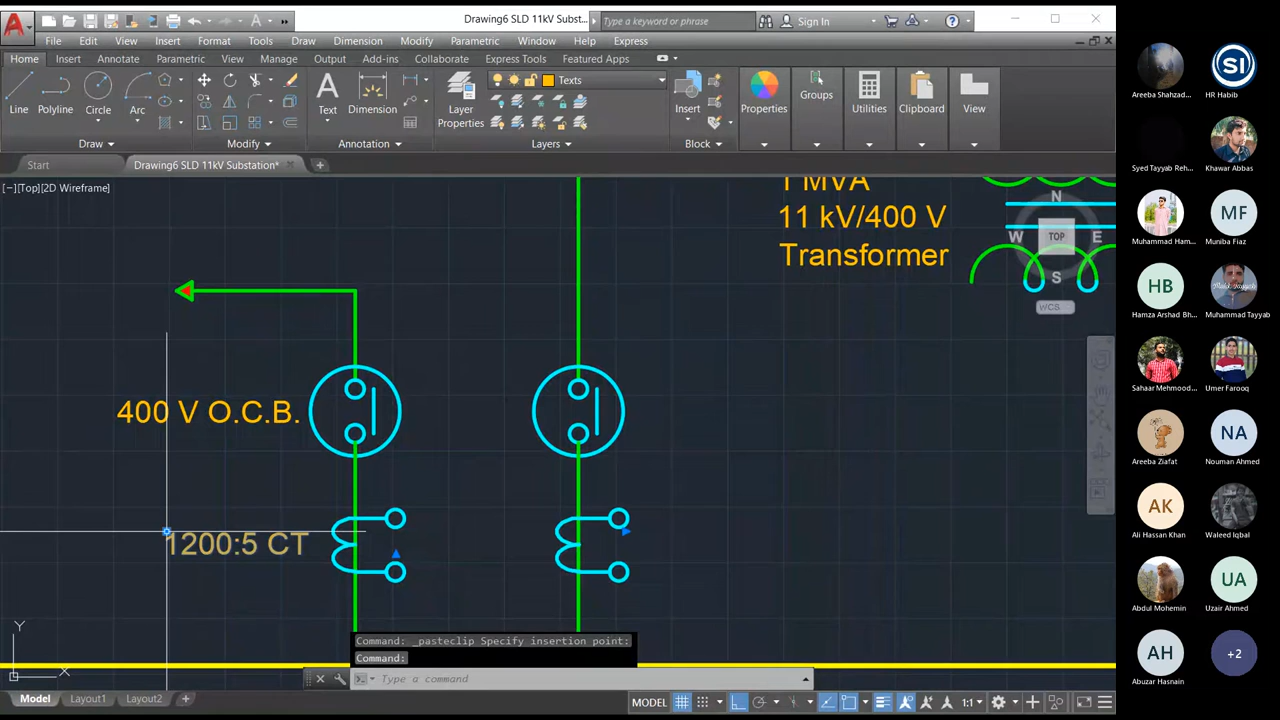 Drawing6 SLD 11kV Subst...
Type a keyword or phrase
Sign In
File Edit View Insert Format Tools Draw Dimension Modify Parametric Window Help Express
Home Insert Annotate Parametric View Manage Output Add-ins Collaborate Express Tools Featured Apps
Line
Polyline
Circle
Arc
Text
Dimension
Layer
Properties
Texts
Insert
Properties
Groups
Utilities
Clipboard
View
Draw
Modify
Annotation
Layers
Block
Start
Drawing6 SLD 11kV Substation*
[−][Top][2D Wireframe]
1 MVA
11 kV/400 V
Transformer
N
W
TOP
E
S
WCS
400 V O.C.B.
1200:5 CT
Y
X
Command: _pasteclip Specify insertion point:
Command:
Type a command
Model
Layout1
Layout2
MODEL
1:1
Areeba Shahzad...
SI
HR Habib
Syed Tayyab Reh...
Khawar Abbas
Muhammad Ham...
MF
Muniba Fiaz
HB
Hamza Arshad Bh...
Muhammad Tayyab
Sahaar Mehmood...
Umer Farooq
Areeba Ziafat
NA
Nouman Ahmed
AK
Ali Hassan Khan
Waleed Iqbal
Abdul Mohemin
UA
Uzair Ahmed
AH
Abuzar Hasnain
+2